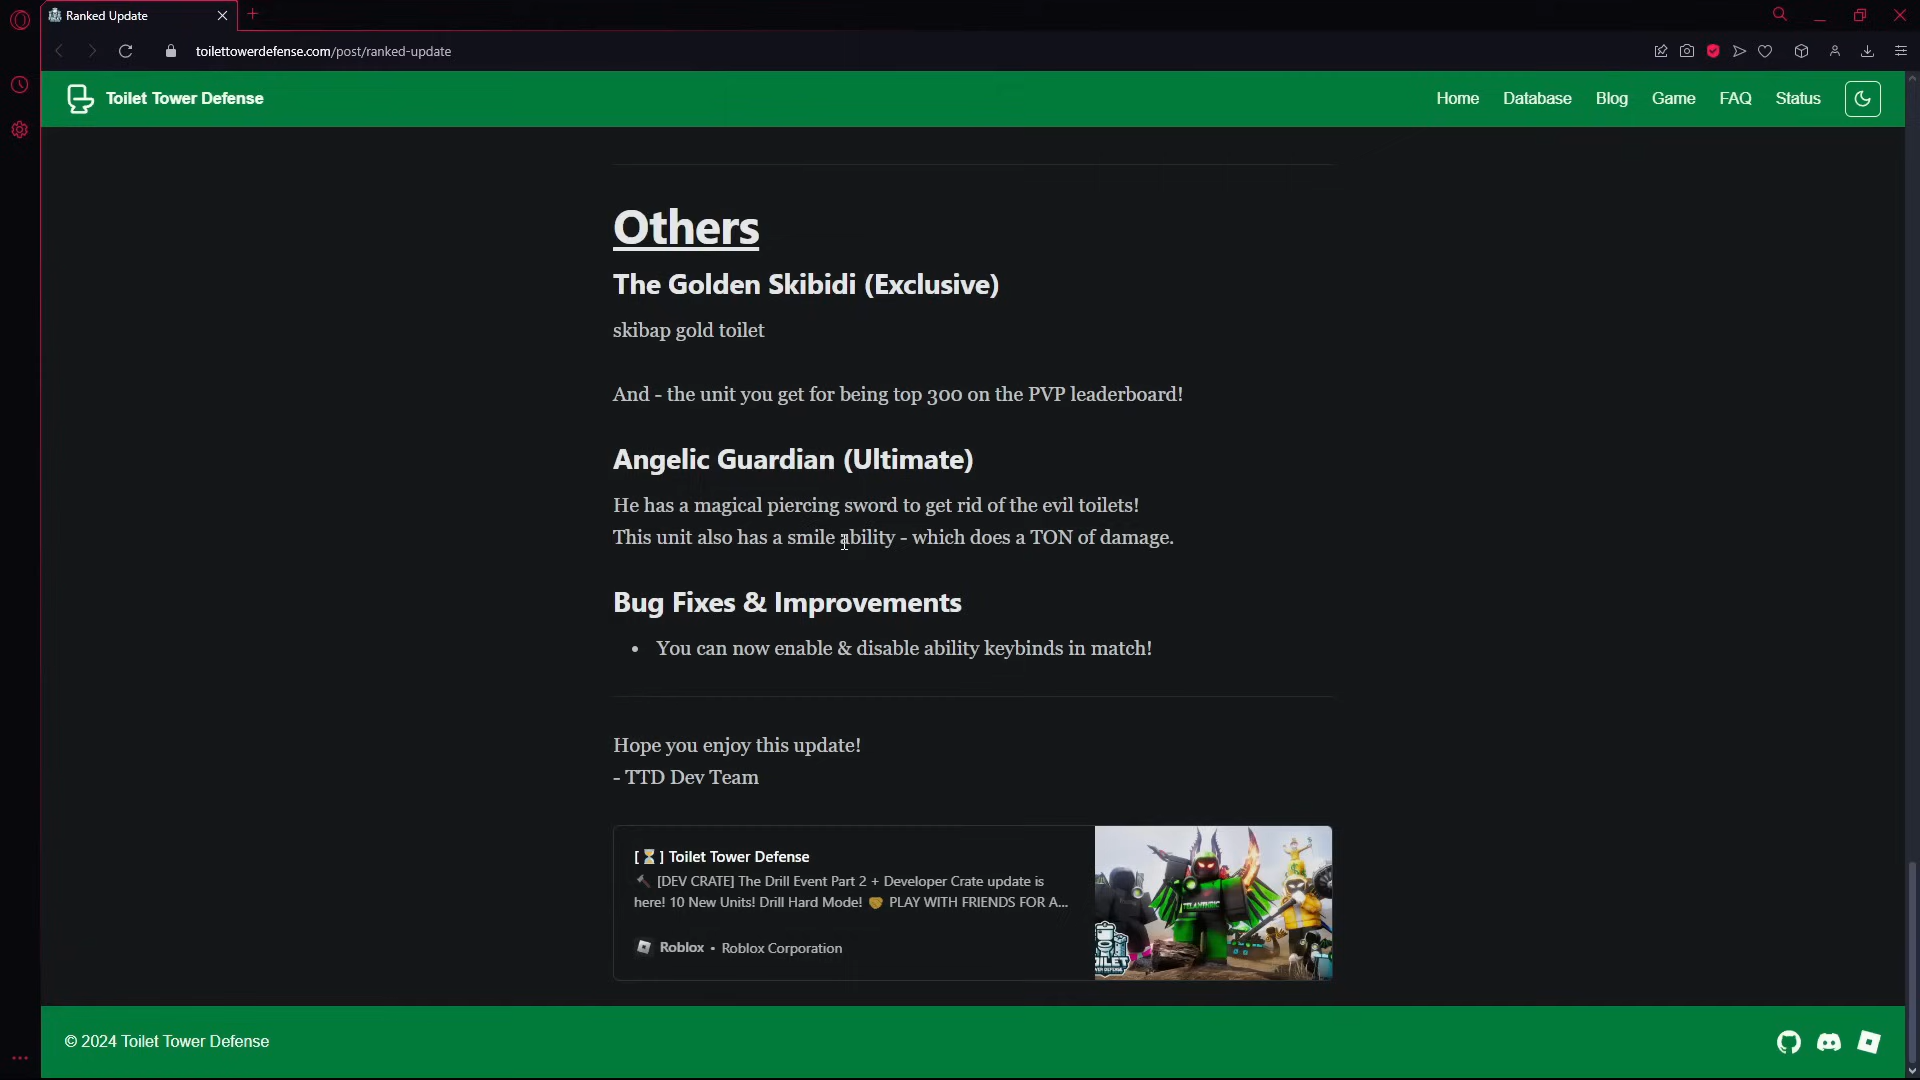 Ranked Update
toilettowerdefense.com/post/ranked-update
Toilet Tower Defense
Home
Database
Blog
Game
FAQ
Status
Others
The Golden Skibidi (Exclusive)
skibap gold toilet
And - the unit you get for being top 300 on the PVP leaderboard!
Angelic Guardian (Ultimate)
He has a magical piercing sword to get rid of the evil toilets!
This unit also has a smile ability - which does a TON of damage.
Bug Fixes & Improvements
• You can now enable & disable ability keybinds in match!
Hope you enjoy this update!
- TTD Dev Team
[ ⏳ ] Toilet Tower Defense
🔨 [DEV CRATE] The Drill Event Part 2 + Developer Crate update is
here! 10 New Units! Drill Hard Mode! 🤜 PLAY WITH FRIENDS FOR A...
Roblox • Roblox Corporation
© 2024 Toilet Tower Defense